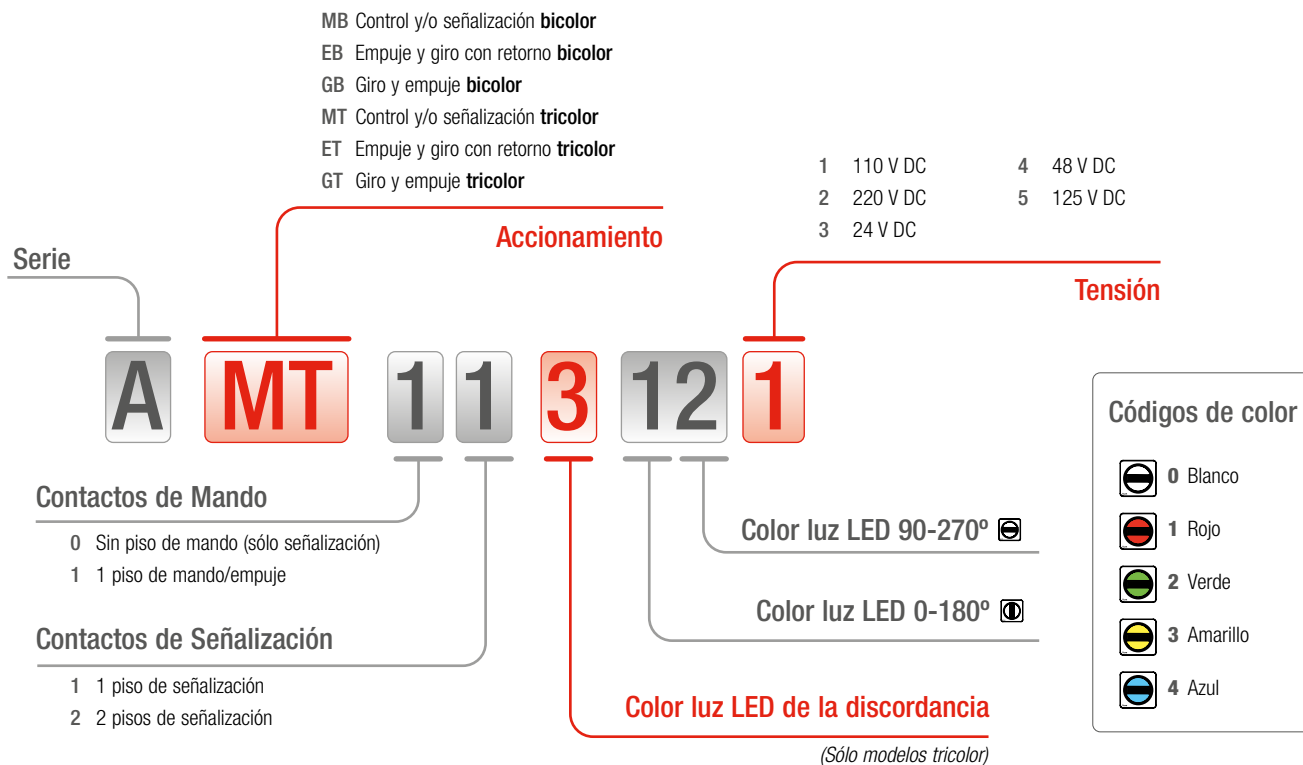 MB Control y/o señalización bicolor
EB Empuje y giro con retorno bicolor
GB Giro y empuje bicolor
MT Control y/o señalización tricolor
ET Empuje y giro con retorno tricolor
GT Giro y empuje tricolor
Accionamiento
1 110 V DC
2 220 V DC
3 24 V DC
4 48 V DC
5 125 V DC
Tensión
Serie
A MT 1 1 3 12 1
Contactos de Mando
0 Sin piso de mando (sólo señalización)
1 1 piso de mando/empuje
Contactos de Señalización
1 1 piso de señalización
2 2 pisos de señalización
Color luz LED 90-270º
Color luz LED 0-180º
Color luz LED de la discordancia
(Sólo modelos tricolor)
Códigos de color
0 Blanco
1 Rojo
2 Verde
3 Amarillo
4 Azul